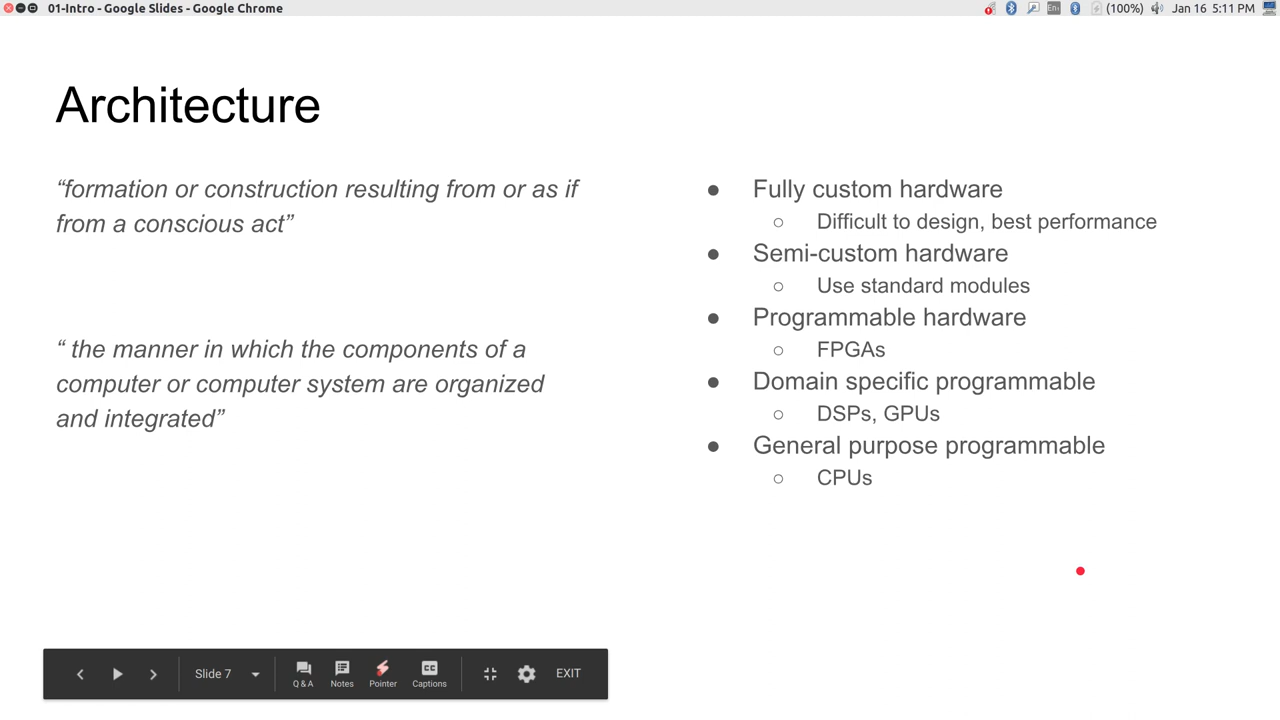 01-Intro - Google Slides - Google Chrome
En₁
(100%)
Jan 16 5:11 PM
Architecture
“formation or construction resulting from or as if
from a conscious act”
“ the manner in which the components of a
computer or computer system are organized
and integrated”
● Fully custom hardware
○ Difficult to design, best performance
● Semi-custom hardware
○ Use standard modules
● Programmable hardware
○ FPGAs
● Domain specific programmable
○ DSPs, GPUs
● General purpose programmable
○ CPUs
Slide 7
Q & A
Notes
Pointer
CC
Captions
EXIT